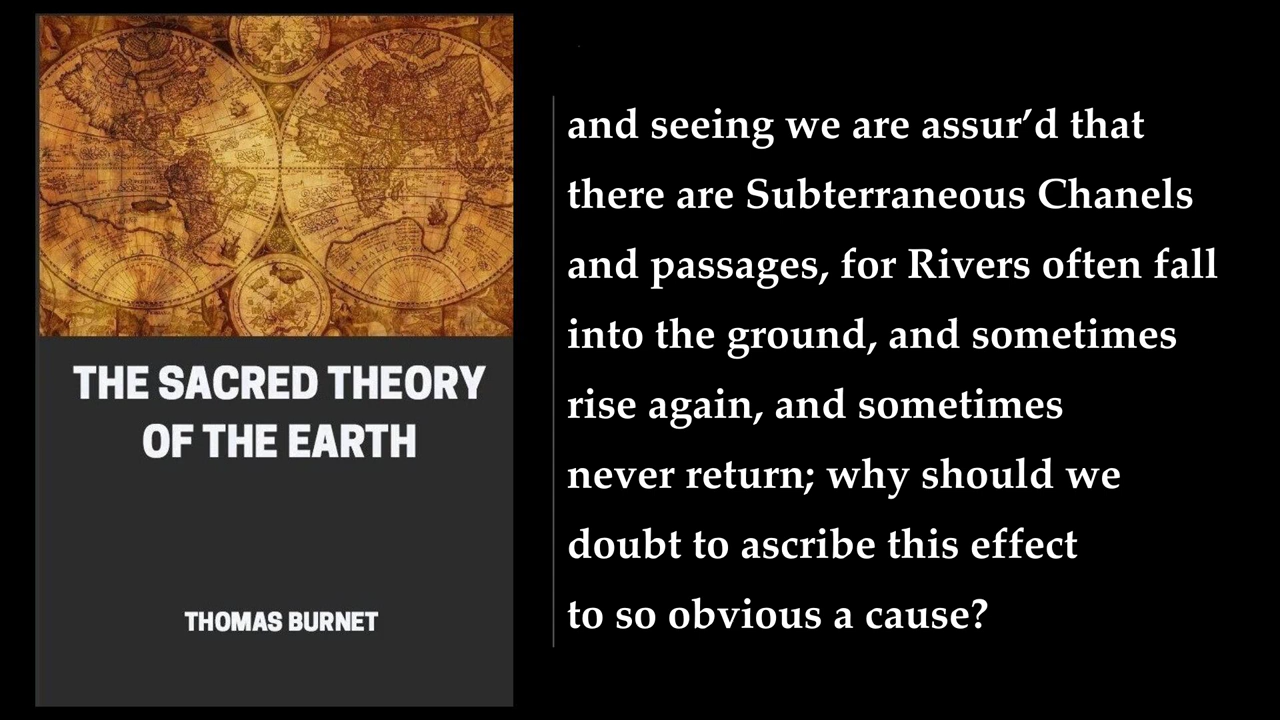 THE SACRED THEORY
OF THE EARTH
THOMAS BURNET
and seeing we are assur’d that
there are Subterraneous Chanels
and passages, for Rivers often fall
into the ground, and sometimes
rise again, and sometimes
never return; why should we
doubt to ascribe this effect
to so obvious a cause?